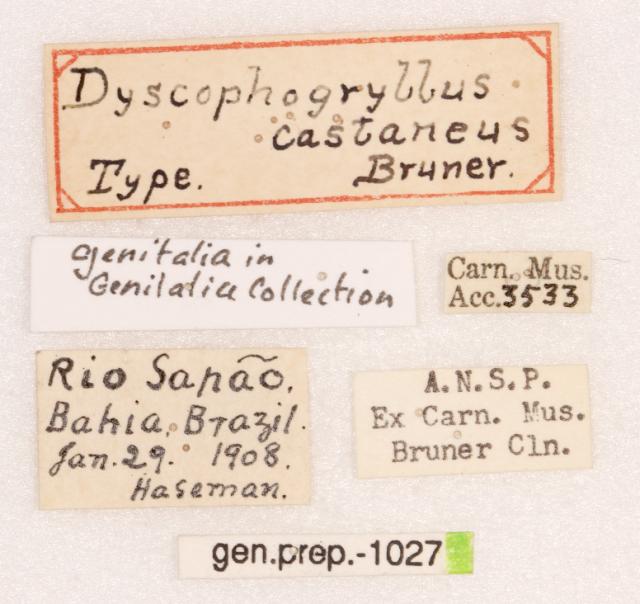 Dyscophogryllus
castaneus
Type. Bruner.
genitalia in
Genitalia Collection
Carn. Mus.
Acc.3533
Rio Sapão,
Bahia, Brazil.
Jan. 29. 1908.
Haseman.
A.N.S.P.
Ex Carn. Mus.
Bruner Cln.
gen.prep.-1027